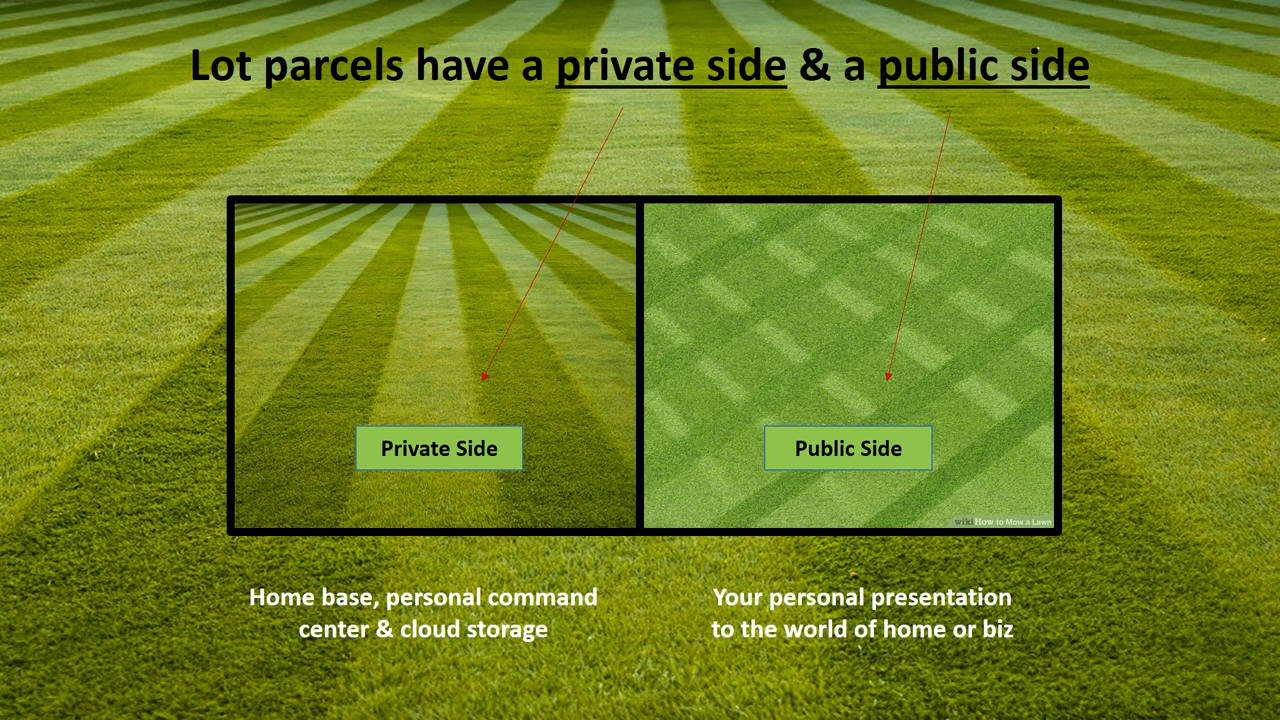 Lot parcels have a private side & a public side
Private Side
Public Side
wiki How to Mow a Lawn
Home base, personal command
center & cloud storage
Your personal presentation
to the world of home or biz